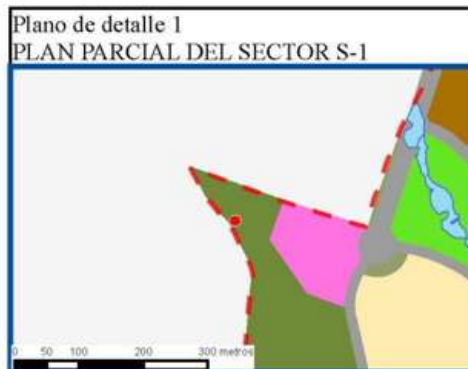 Plano de detalle 1
PLAN PARCIAL DEL SECTOR S-1
0 50 100 200 300 metros